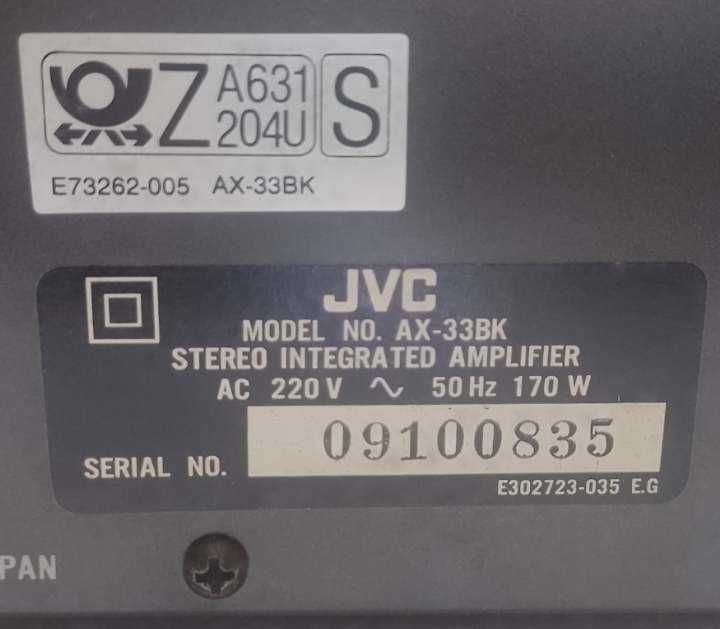 Z A631 S
204U
E73262-005 AX-33BK
JVC
MODEL NO. AX-33BK
STEREO INTEGRATED AMPLIFIER
AC 220V ∿ 50Hz 170W
SERIAL NO. 09100835
E302723-035 E.G
PAN